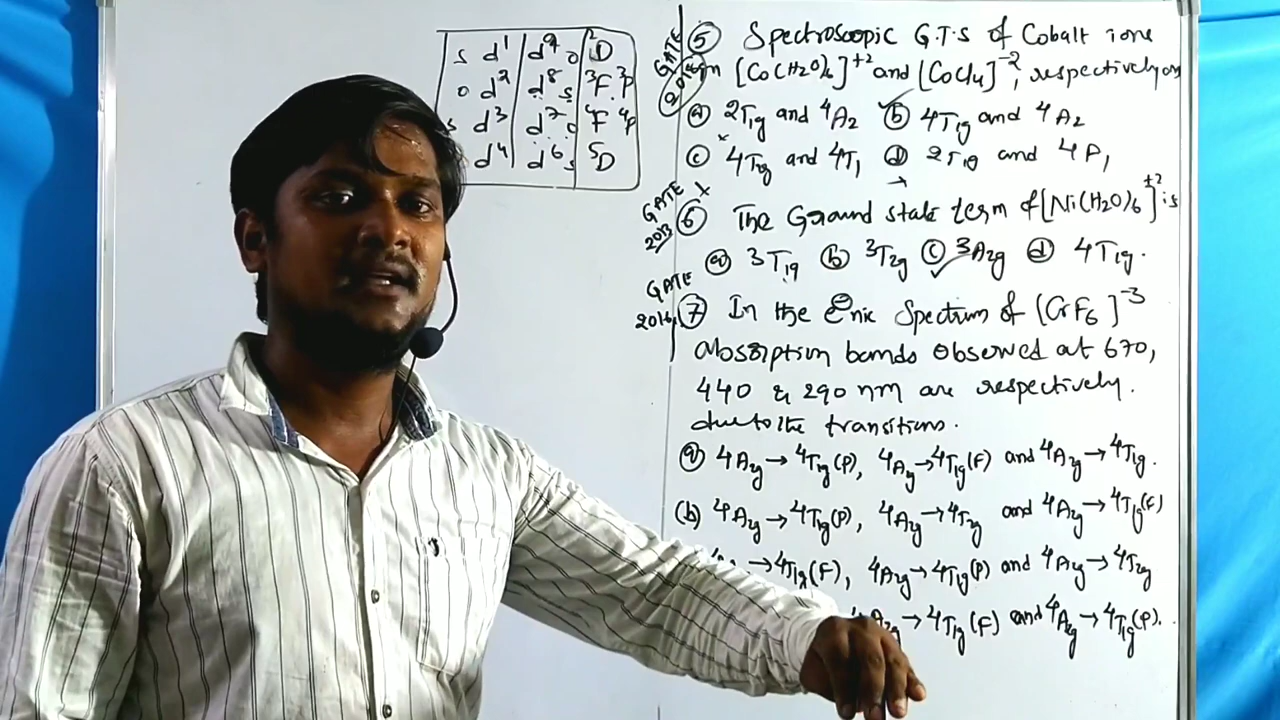 s d¹ | d⁹ o | ²D
o d² | d⁸ s | ³F ³P
s d³ | d⁷ o | ⁴F ⁴P
d⁴ | d⁶ s | ⁵D
GATE
⑤ Spectroscopic G.T.S of Cobalt ions
[Co(H2O)6]⁺² and [CoCl4]⁻², respectively are
ⓐ 2T1g and ⁴A2 ⓑ 4T1g and 4A2
ⓒ 4T2g and 4T1 ⓓ 2T1g and 4P1
GATE 2013
⑥ The Ground state term of [Ni(H2O)6]⁺² is
ⓐ 3T1g ⓑ 3T2g ⓒ 3A2g ⓓ 4T1g.
GATE 2016
⑦ In the Spectrum of [CrF6]⁻³
absorption bands observed at 670,
440 & 290 nm are respectively.
due to the transitions.
ⓐ 4A2g → 4T1g(P), 4A2g → 4T1g(F) and 4A2g → 4T1g.
(b) 4A2g → 4T1g(P), 4A2g → 4T2g and 4A2g → 4T1g(F)
→ 4T1g(F), 4A2g → 4T1g(P) and 4A2g → 4T2g
4A2g → 4T1g(F) and 4A2g → 4T1g(P).